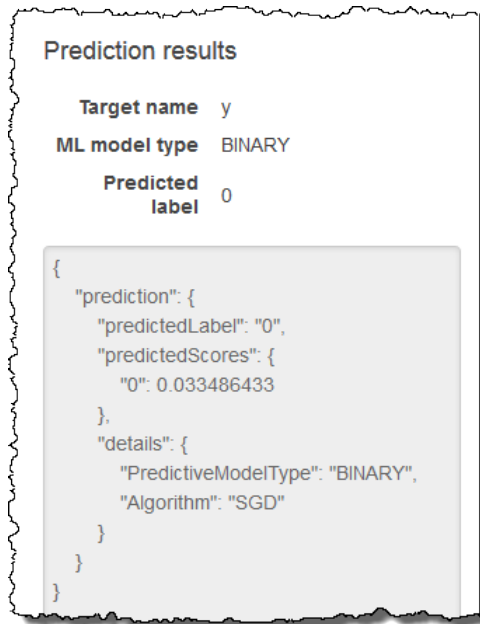 Prediction results
Target name y
ML model type BINARY
Predicted
label 0
{
"prediction": {
"predictedLabel": "0",
"predictedScores": {
"0": 0.033486433
},
"details": {
"PredictiveModelType": "BINARY",
"Algorithm": "SGD"
}
}
}